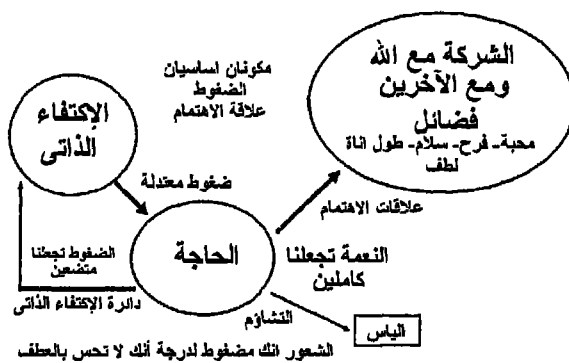 الشركة مع الله
ومع الآخرين
فضائل
محبة- فرح- سلام- طول اناة
لطف
مكونان اساسيان
الضغوط
علاقة الاهتمام
الإكتفاء
الذاتى
ضغوط معتدلة
علاقات الاهتمام
الحاجة
النعمة تجعلنا
كاملين
الضغوط تجعلنا
متضعين
دائرة الإكتفاء الذاتى
التشاؤم
الياس
الشعور انك مضغوط لدرجة أنك لا تحس بالعطف